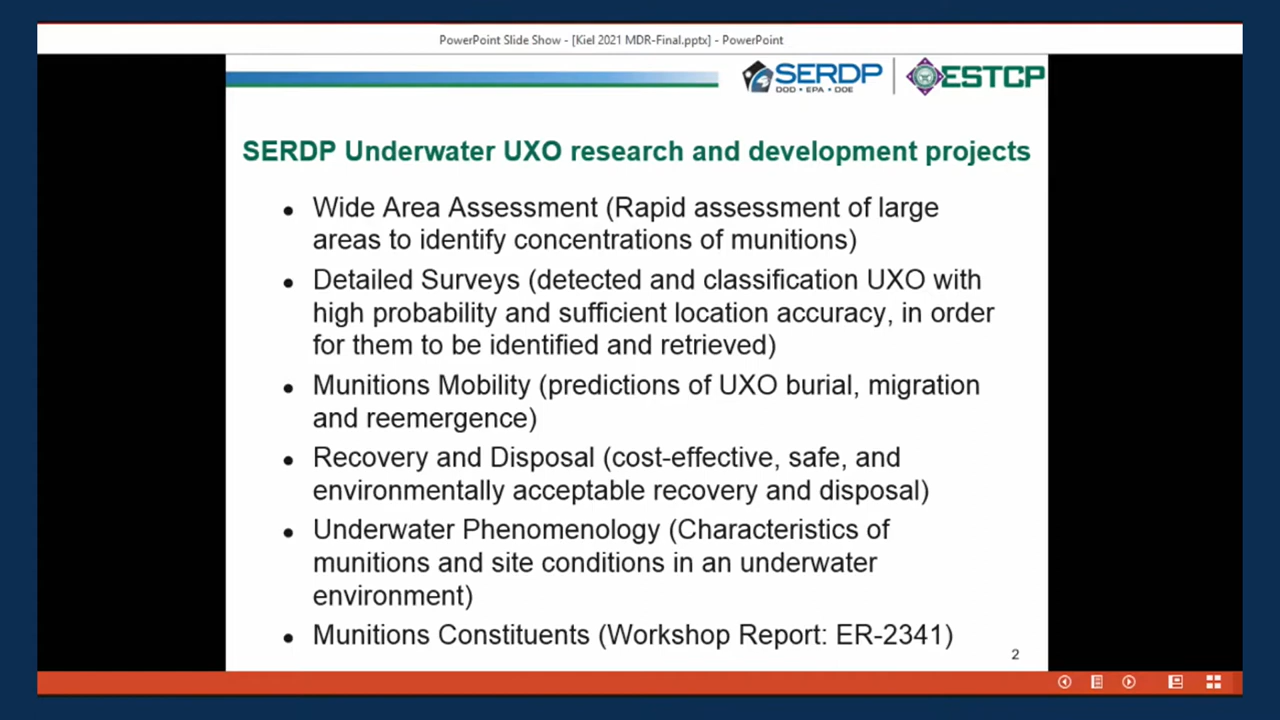 PowerPoint Slide Show - [Kiel 2021 MDR-Final.pptx] - PowerPoint
SERDP
DOD • EPA • DOE
ESTCP
SERDP Underwater UXO research and development projects
• Wide Area Assessment (Rapid assessment of large
areas to identify concentrations of munitions)
• Detailed Surveys (detected and classification UXO with
high probability and sufficient location accuracy, in order
for them to be identified and retrieved)
• Munitions Mobility (predictions of UXO burial, migration
and reemergence)
• Recovery and Disposal (cost-effective, safe, and
environmentally acceptable recovery and disposal)
• Underwater Phenomenology (Characteristics of
munitions and site conditions in an underwater
environment)
• Munitions Constituents (Workshop Report: ER-2341)
2